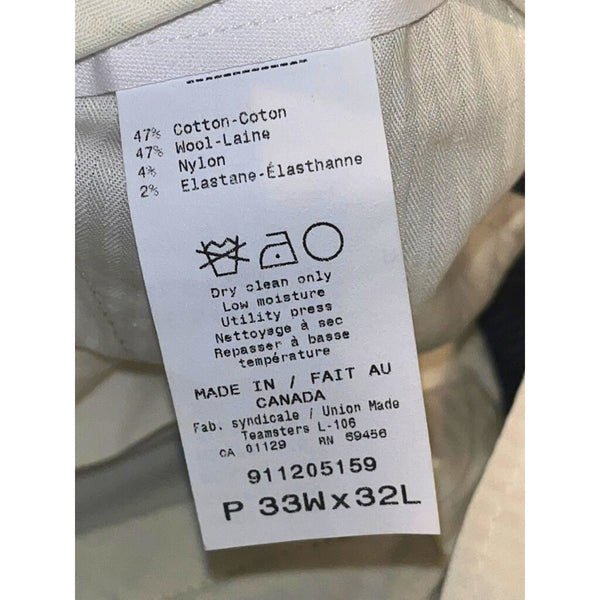 47% Cotton-Coton
47% Wool-Laine
4% Nylon
2% Elastane-Élasthanne
Dry clean only
Low moisture
Utility press
Nettoyage à sec
Repasser à basse
température
MADE IN / FAIT AU
CANADA
Fab. syndicale / Union Made
Teamsters L-106
CA 01129 RN 69456
911205159
P 33W x 32L